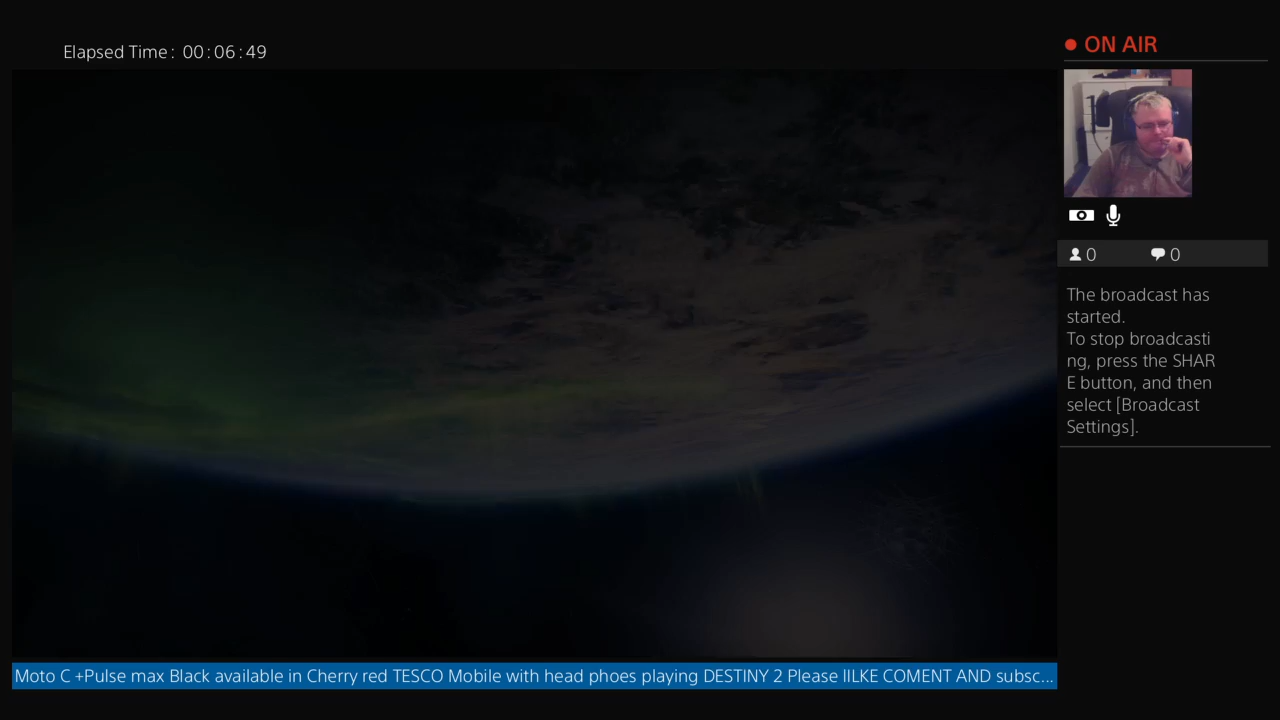 Elapsed Time: 00:06:49
ON AIR
0 0
The broadcast has
started.
To stop broadcasti
ng, press the SHAR
E button, and then
select [Broadcast
Settings].
Moto C +Pulse max Black available in Cherry red TESCO Mobile with head phoes playing DESTINY 2 Please lILKE COMENT AND subsc...